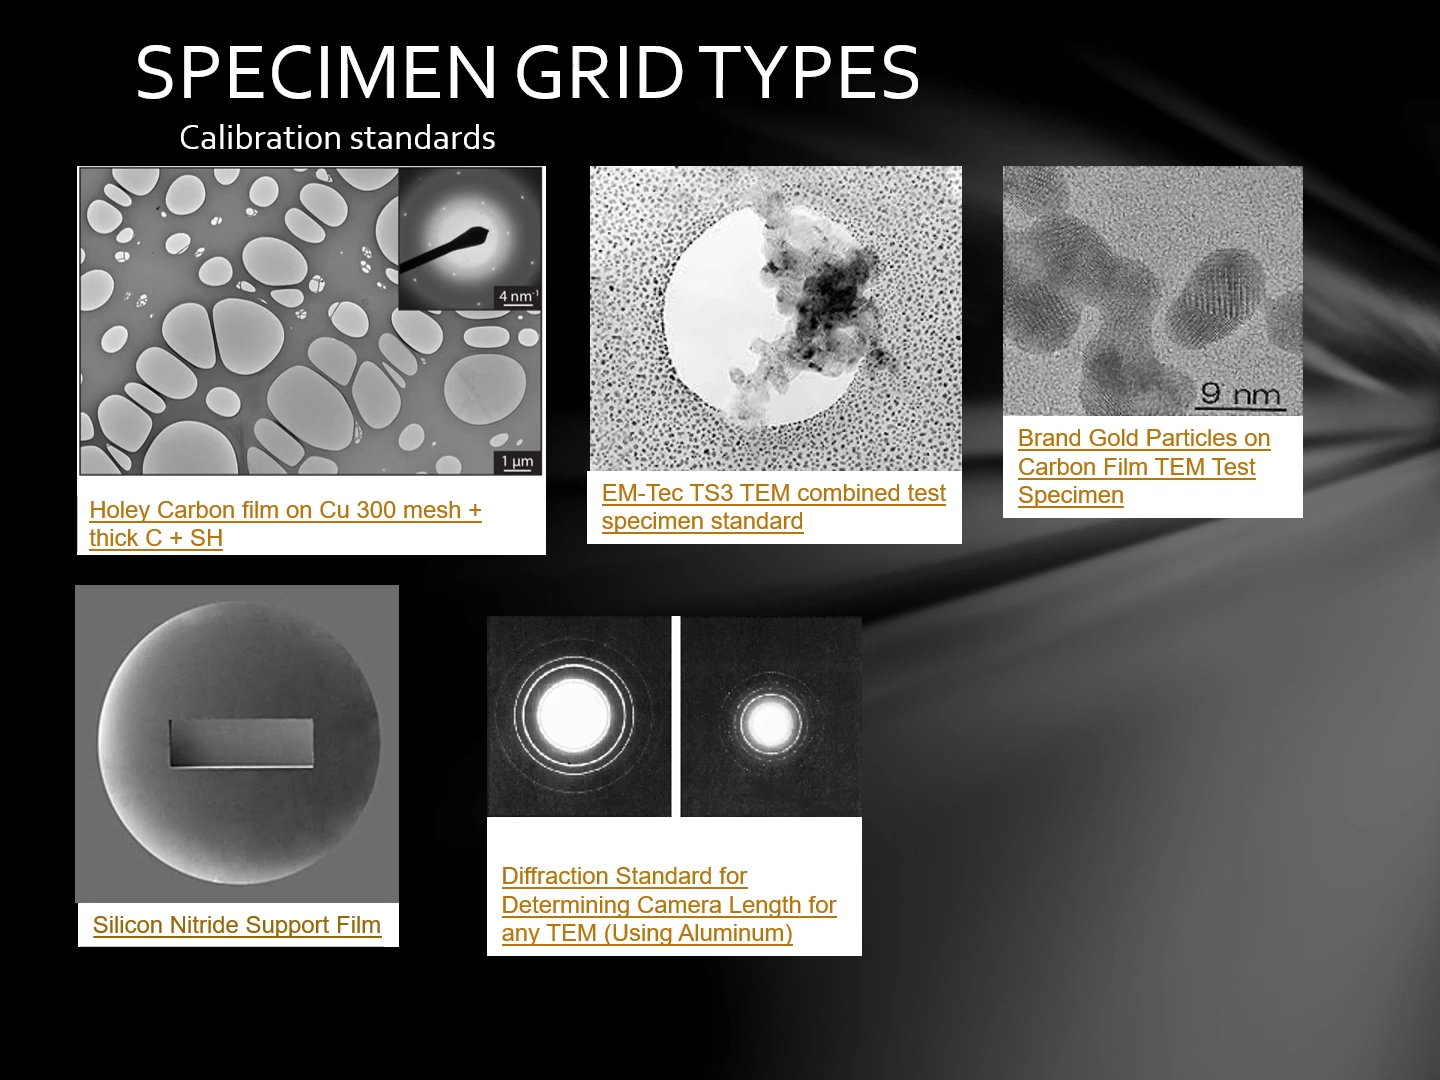 SPECIMEN GRID TYPES
Calibration standards
4 nm-1
1 µm
Holey Carbon film on Cu 300 mesh +
thick C + SH
EM-Tec TS3 TEM combined test
specimen standard
9 nm
Brand Gold Particles on
Carbon Film TEM Test
Specimen
Silicon Nitride Support Film
Diffraction Standard for
Determining Camera Length for
any TEM (Using Aluminum)